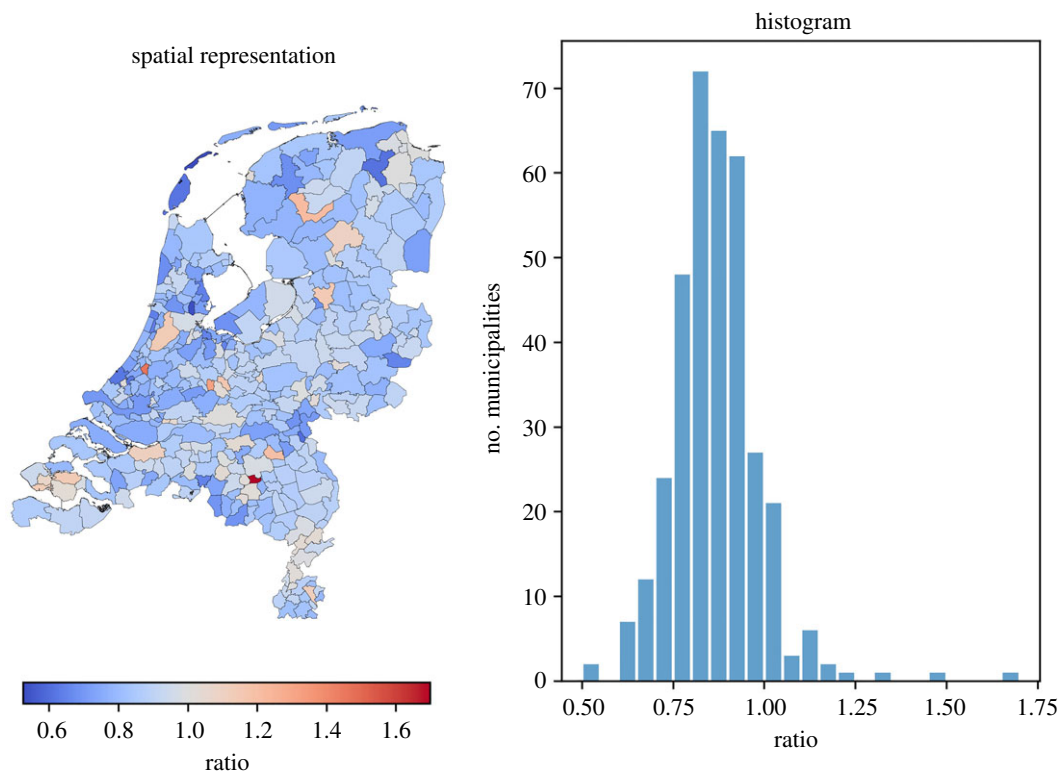 spatial representation
0.6 0.8 1.0 1.2 1.4 1.6
ratio
histogram
no. municipalities
70
60
50
40
30
20
10
0
0.50 0.75 1.00 1.25 1.50 1.75
ratio